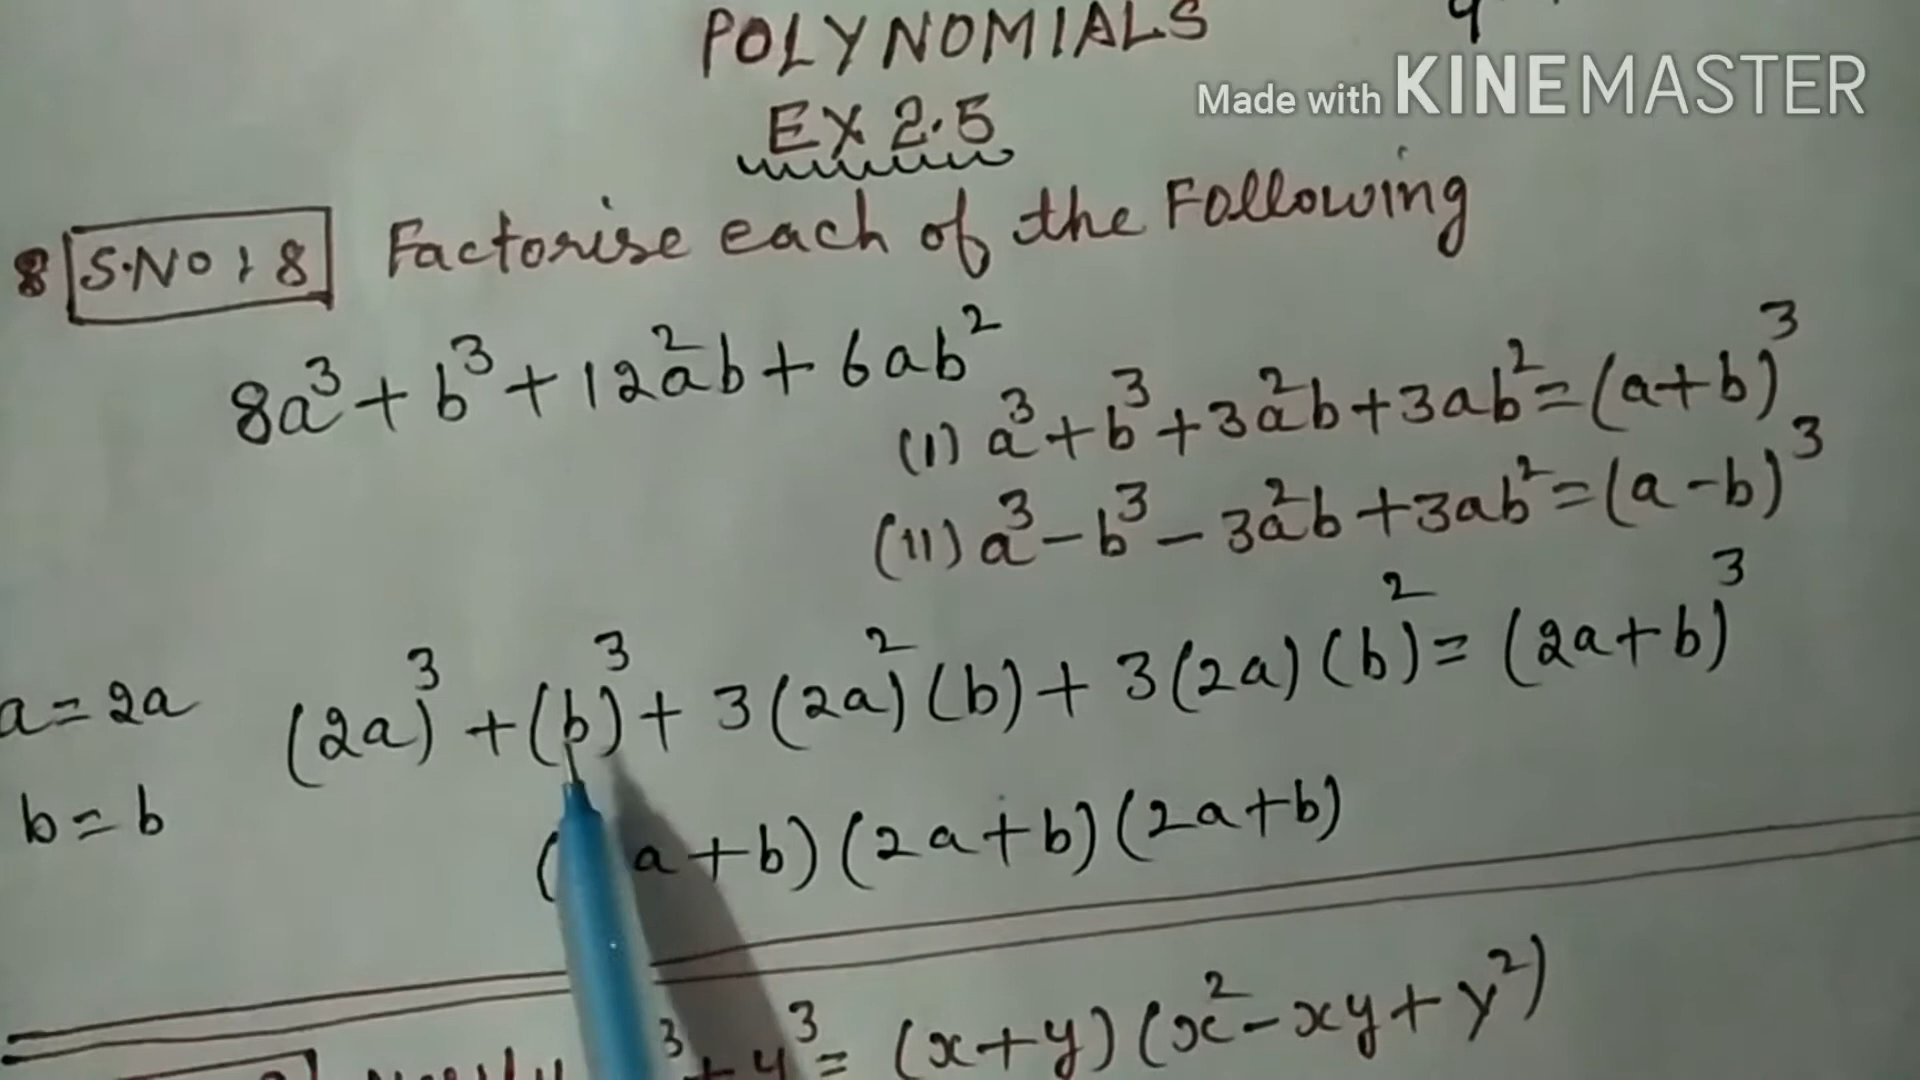 POLYNOMIALS
Made with KINEMASTER
EX 2.5
8 S.No : 8 Factorise each of the Following
8a³ + b³ + 12a²b + 6ab²
(I) a³ + b³ + 3a²b + 3ab² = (a+b)³
(II) a³ - b³ - 3a²b + 3ab² = (a-b)³
a = 2a (2a)³ + (b)³ + 3(2a)²(b) + 3(2a)(b)² = (2a+b)³
b = b
( a+b)(2a+b)(2a+b)
³ + y³ = (x+y)(x² - xy + y²)